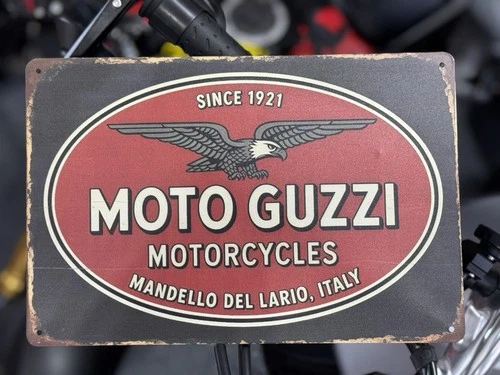 SINCE 1921
MOTO GUZZI
MOTORCYCLES
MANDELLO DEL LARIO, ITALY